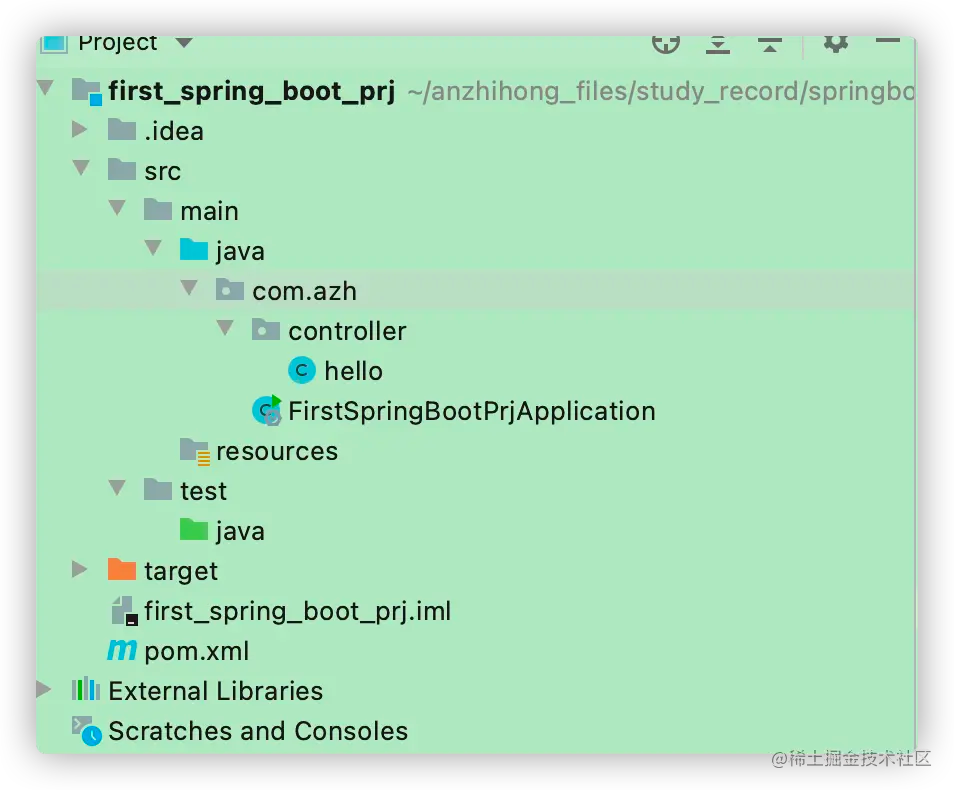 Project
first_spring_boot_prj ~/anzhihong_files/study_record/springbo
.idea
src
main
java
com.azh
controller
hello
FirstSpringBootPrjApplication
resources
test
java
target
first_spring_boot_prj.iml
pom.xml
External Libraries
Scratches and Consoles
@稀土掘金技术社区